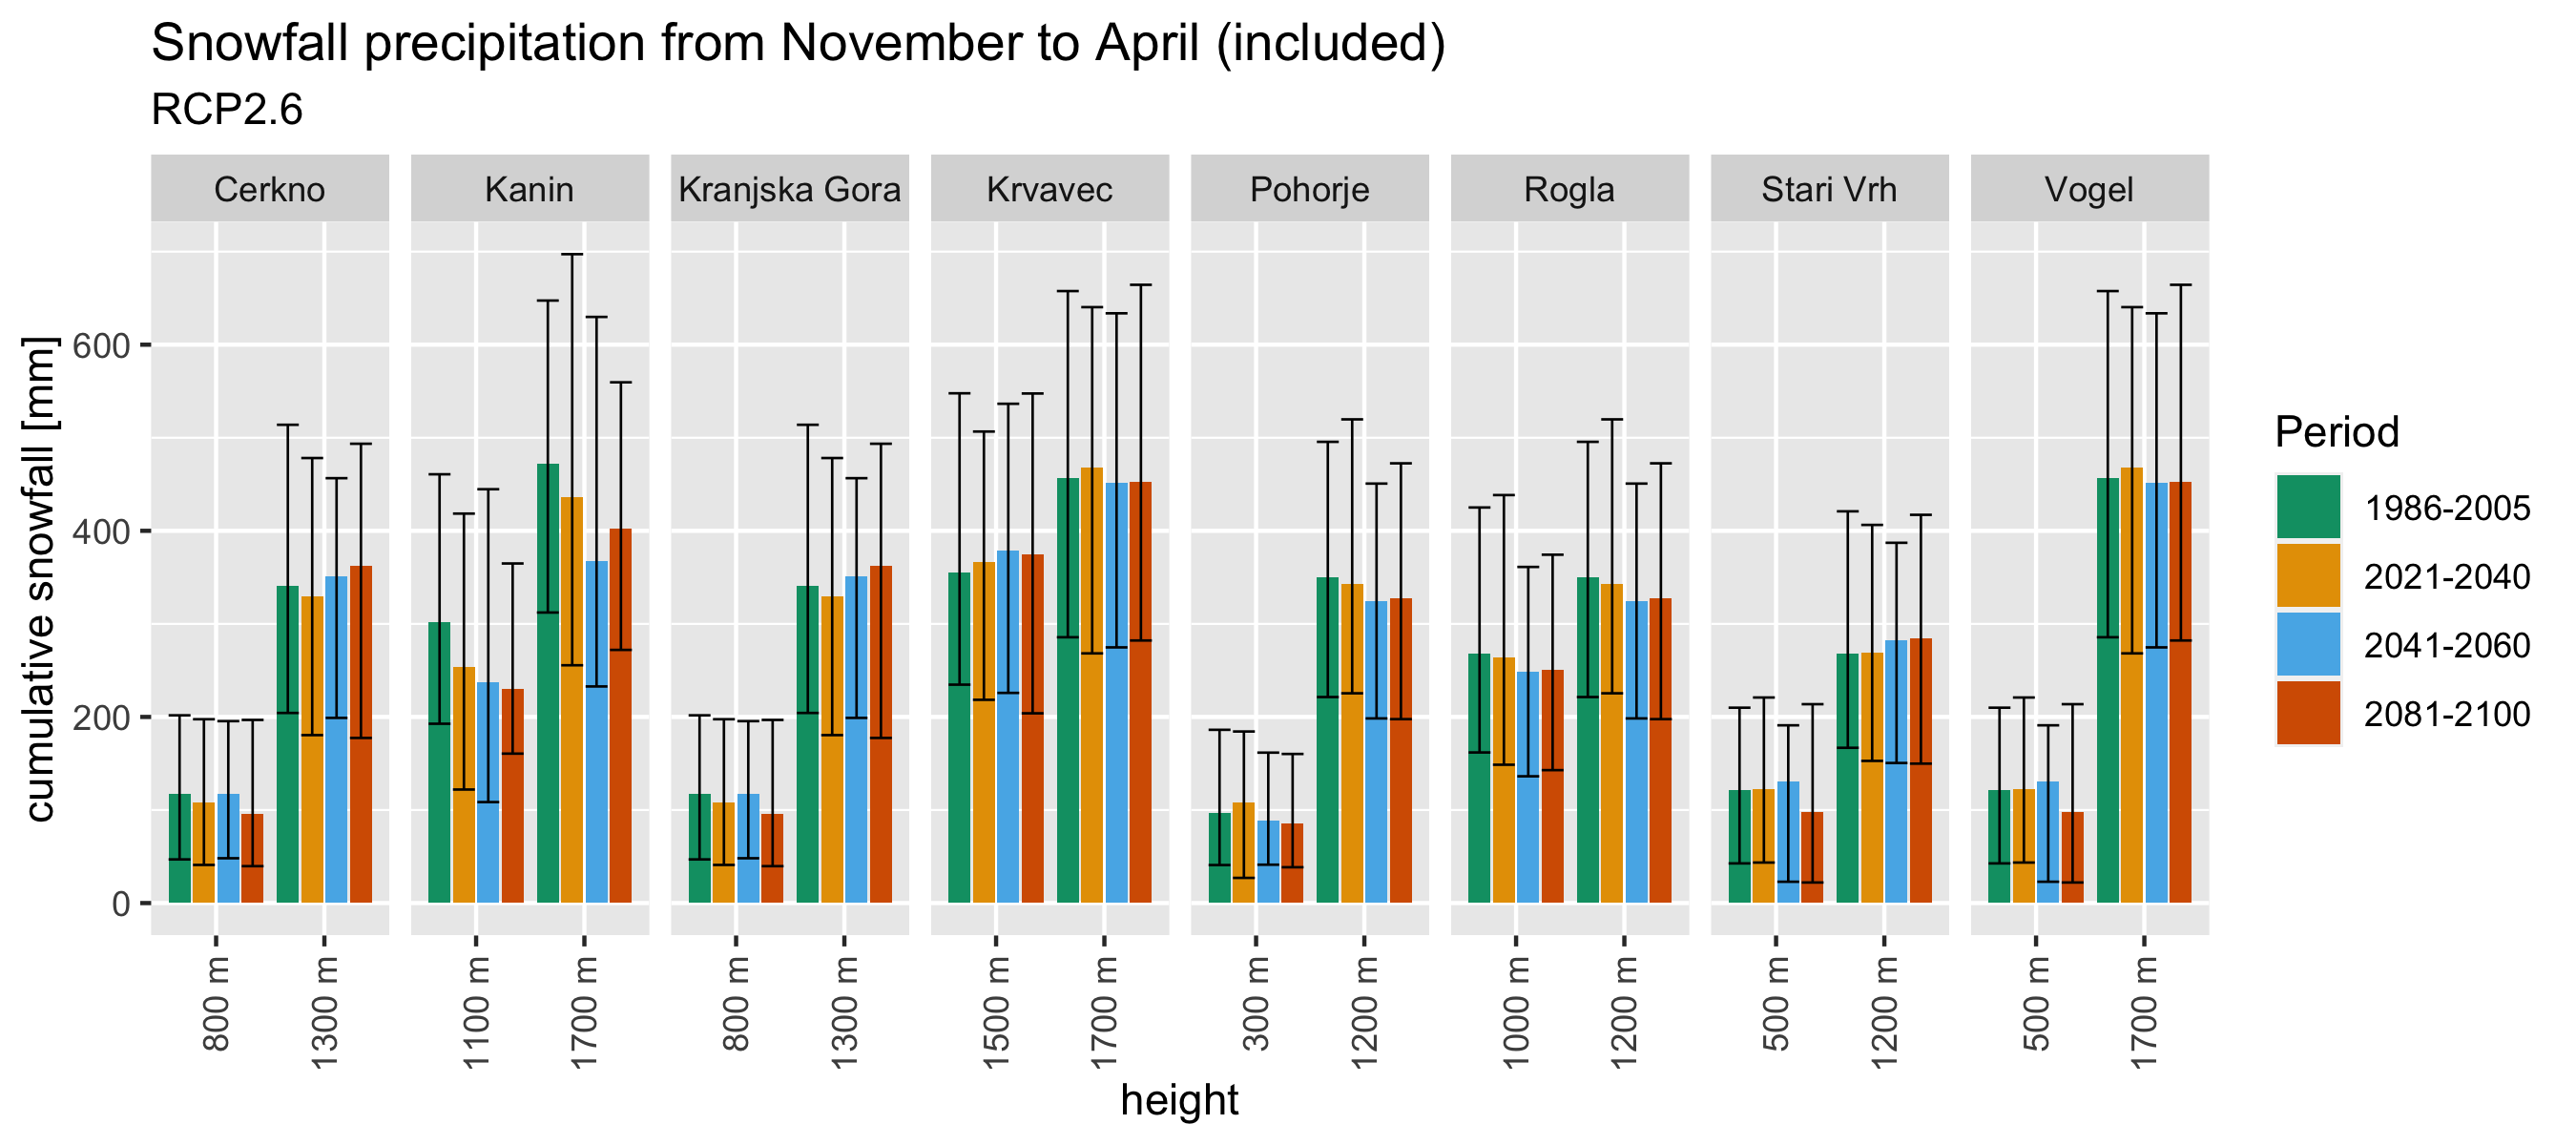 Snowfall precipitation from November to April (included)
RCP2.6
Cerkno Kanin Kranjska Gora Krvavec Pohorje Rogla Stari Vrh Vogel
cumulative snowfall [mm]
600
400
200
0
800 m 1300 m 1100 m 1700 m 800 m 1300 m 1500 m 1700 m 300 m 1200 m 1000 m 1200 m 500 m 1200 m 500 m 1700 m
height
Period
1986-2005
2021-2040
2041-2060
2081-2100